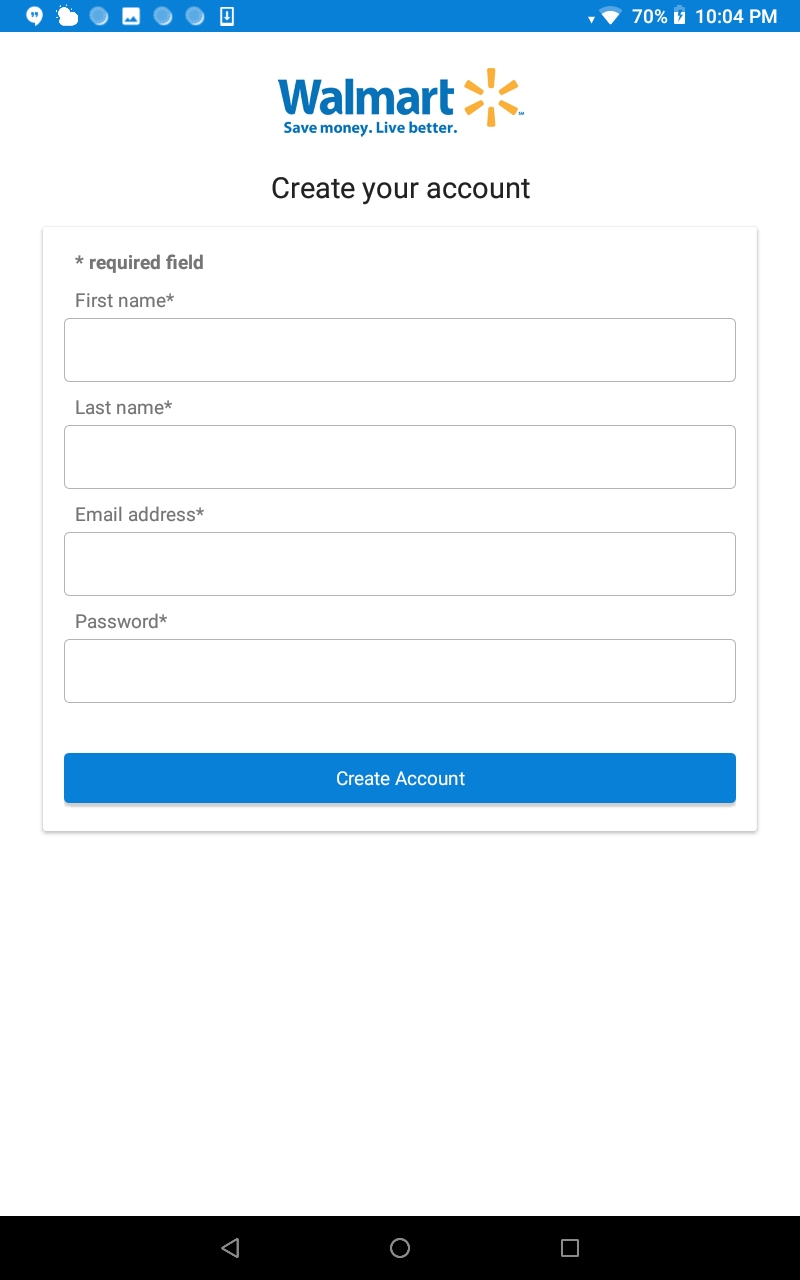 70% 10:04 PM
Walmart
Save money. Live better.
Create your account
* required field
First name*
Last name*
Email address*
Password*
Create Account